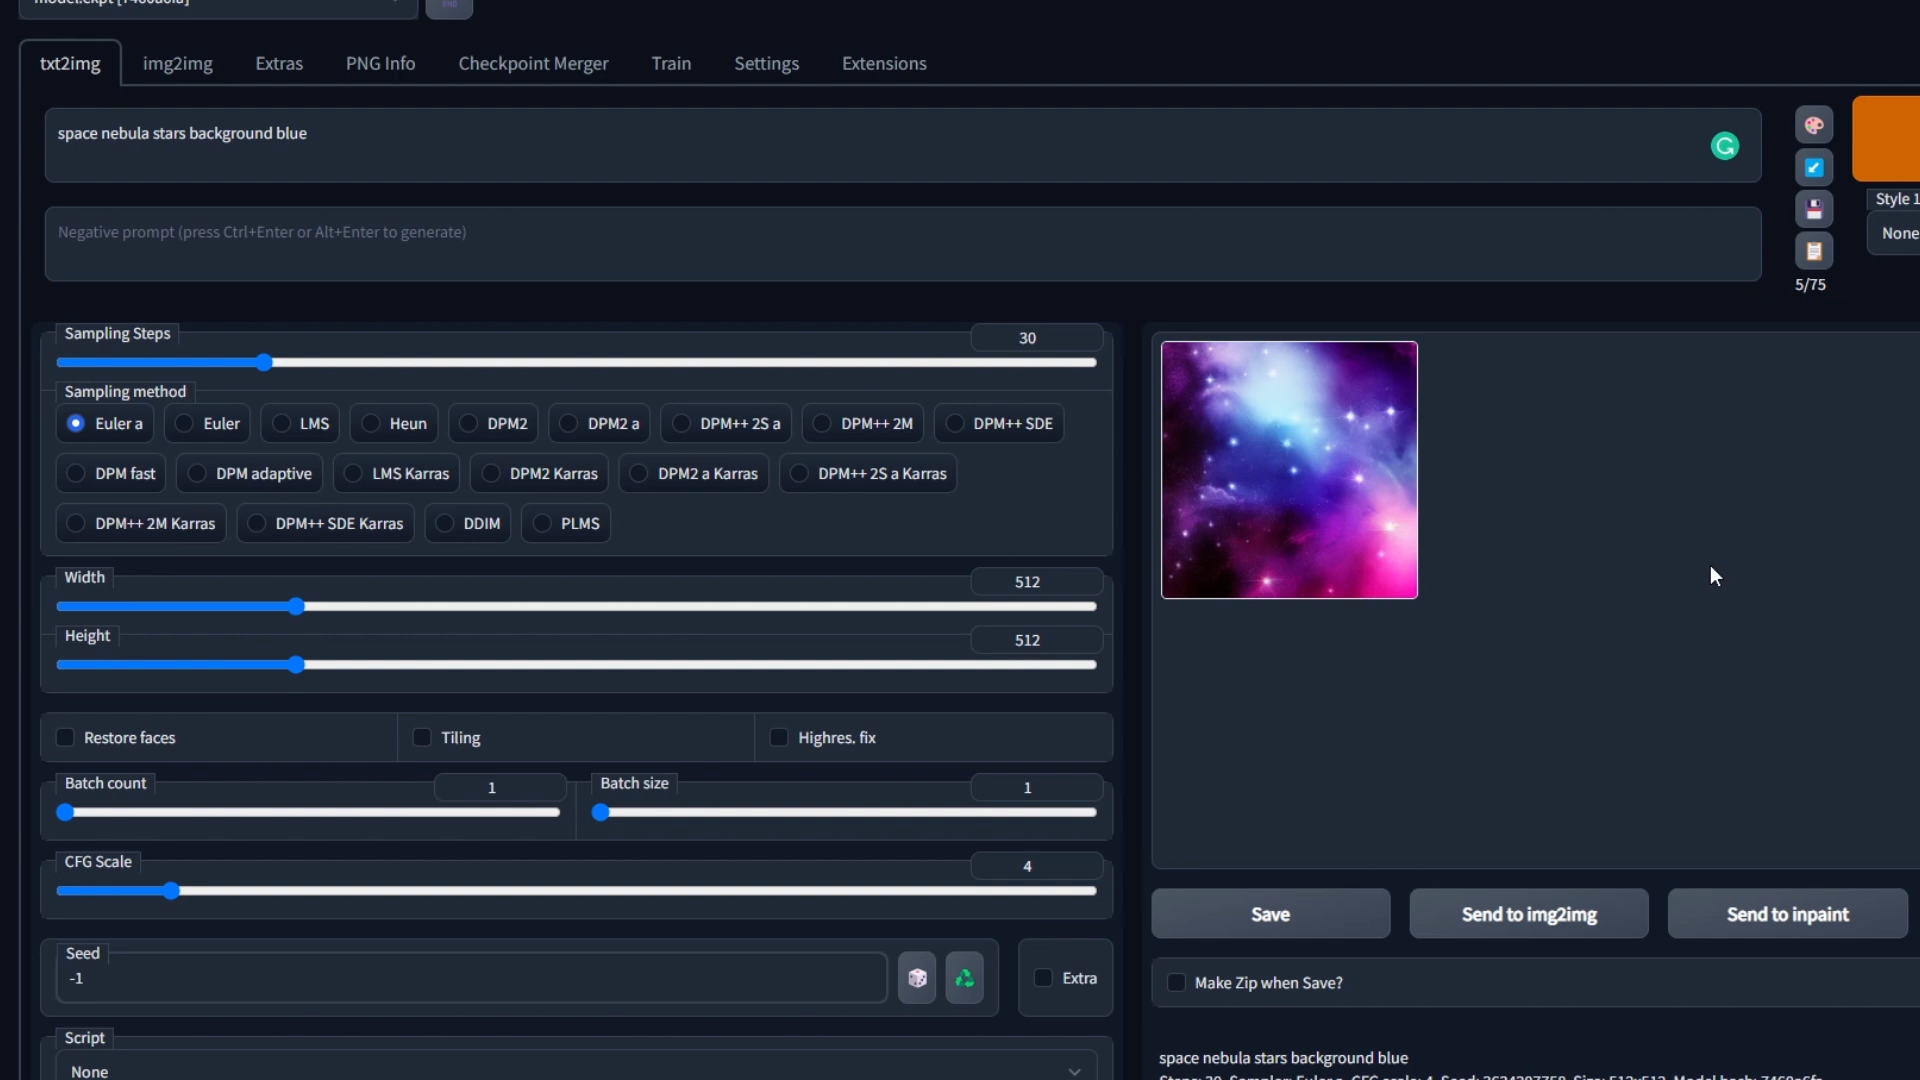 txt2img img2img Extras PNG Info Checkpoint Merger Train Settings Extensions
space nebula stars background blue
Negative prompt (press Ctrl+Enter or Alt+Enter to generate)
Style 1
None
5/75
Sampling Steps 30
Sampling method
Euler a Euler LMS Heun DPM2 DPM2 a DPM++ 2S a DPM++ 2M DPM++ SDE
DPM fast DPM adaptive LMS Karras DPM2 Karras DPM2 a Karras DPM++ 2S a Karras
DPM++ 2M Karras DPM++ SDE Karras DDIM PLMS
Width 512
Height 512
Restore faces Tiling Highres. fix
Batch count 1 Batch size 1
CFG Scale 4
Save Send to img2img Send to inpaint
Seed
-1
Extra
Make Zip when Save?
Script
None
space nebula stars background blue